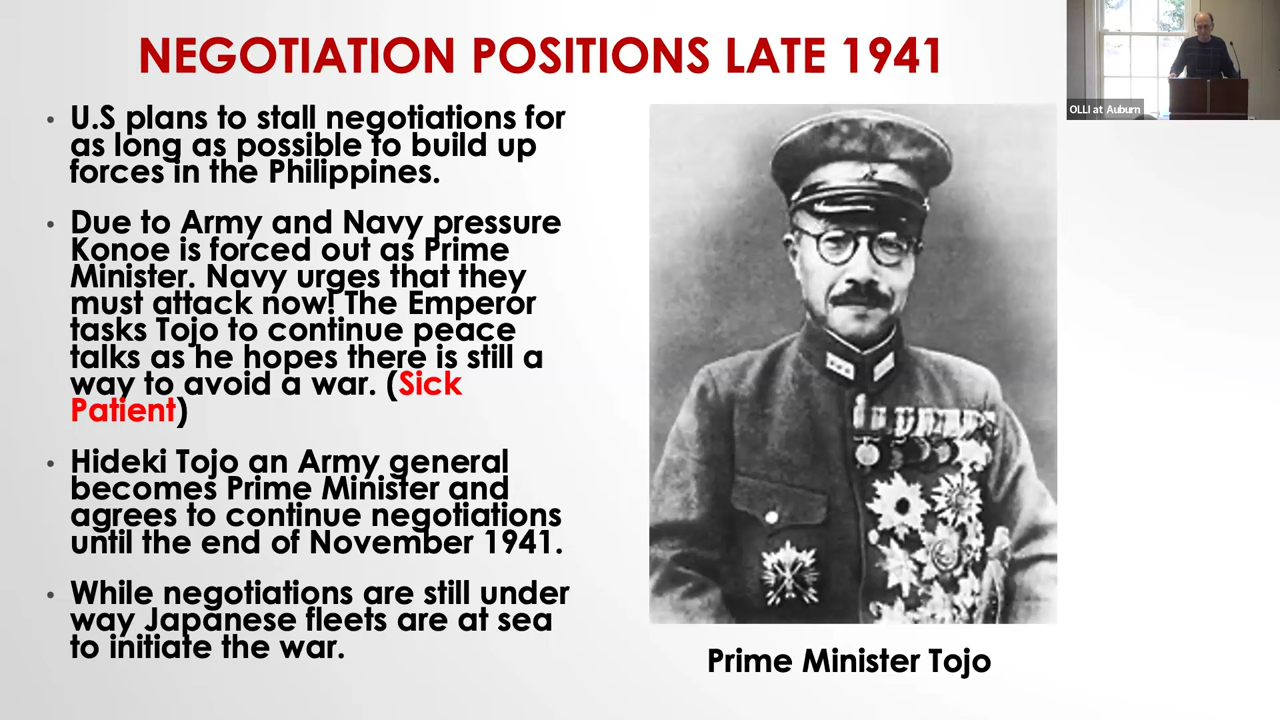 NEGOTIATION POSITIONS LATE 1941
OLLI at Auburn
• U.S plans to stall negotiations for
as long as possible to build up
forces in the Philippines.
• Due to Army and Navy pressure
Konoe is forced out as Prime
Minister. Navy urges that they
must attack now! The Emperor
tasks Tojo to continue peace
talks as he hopes there is still a
way to avoid a war. (Sick
Patient)
• Hideki Tojo an Army general
becomes Prime Minister and
agrees to continue negotiations
until the end of November 1941.
• While negotiations are still under
way Japanese fleets are at sea
to initiate the war.
Prime Minister Tojo